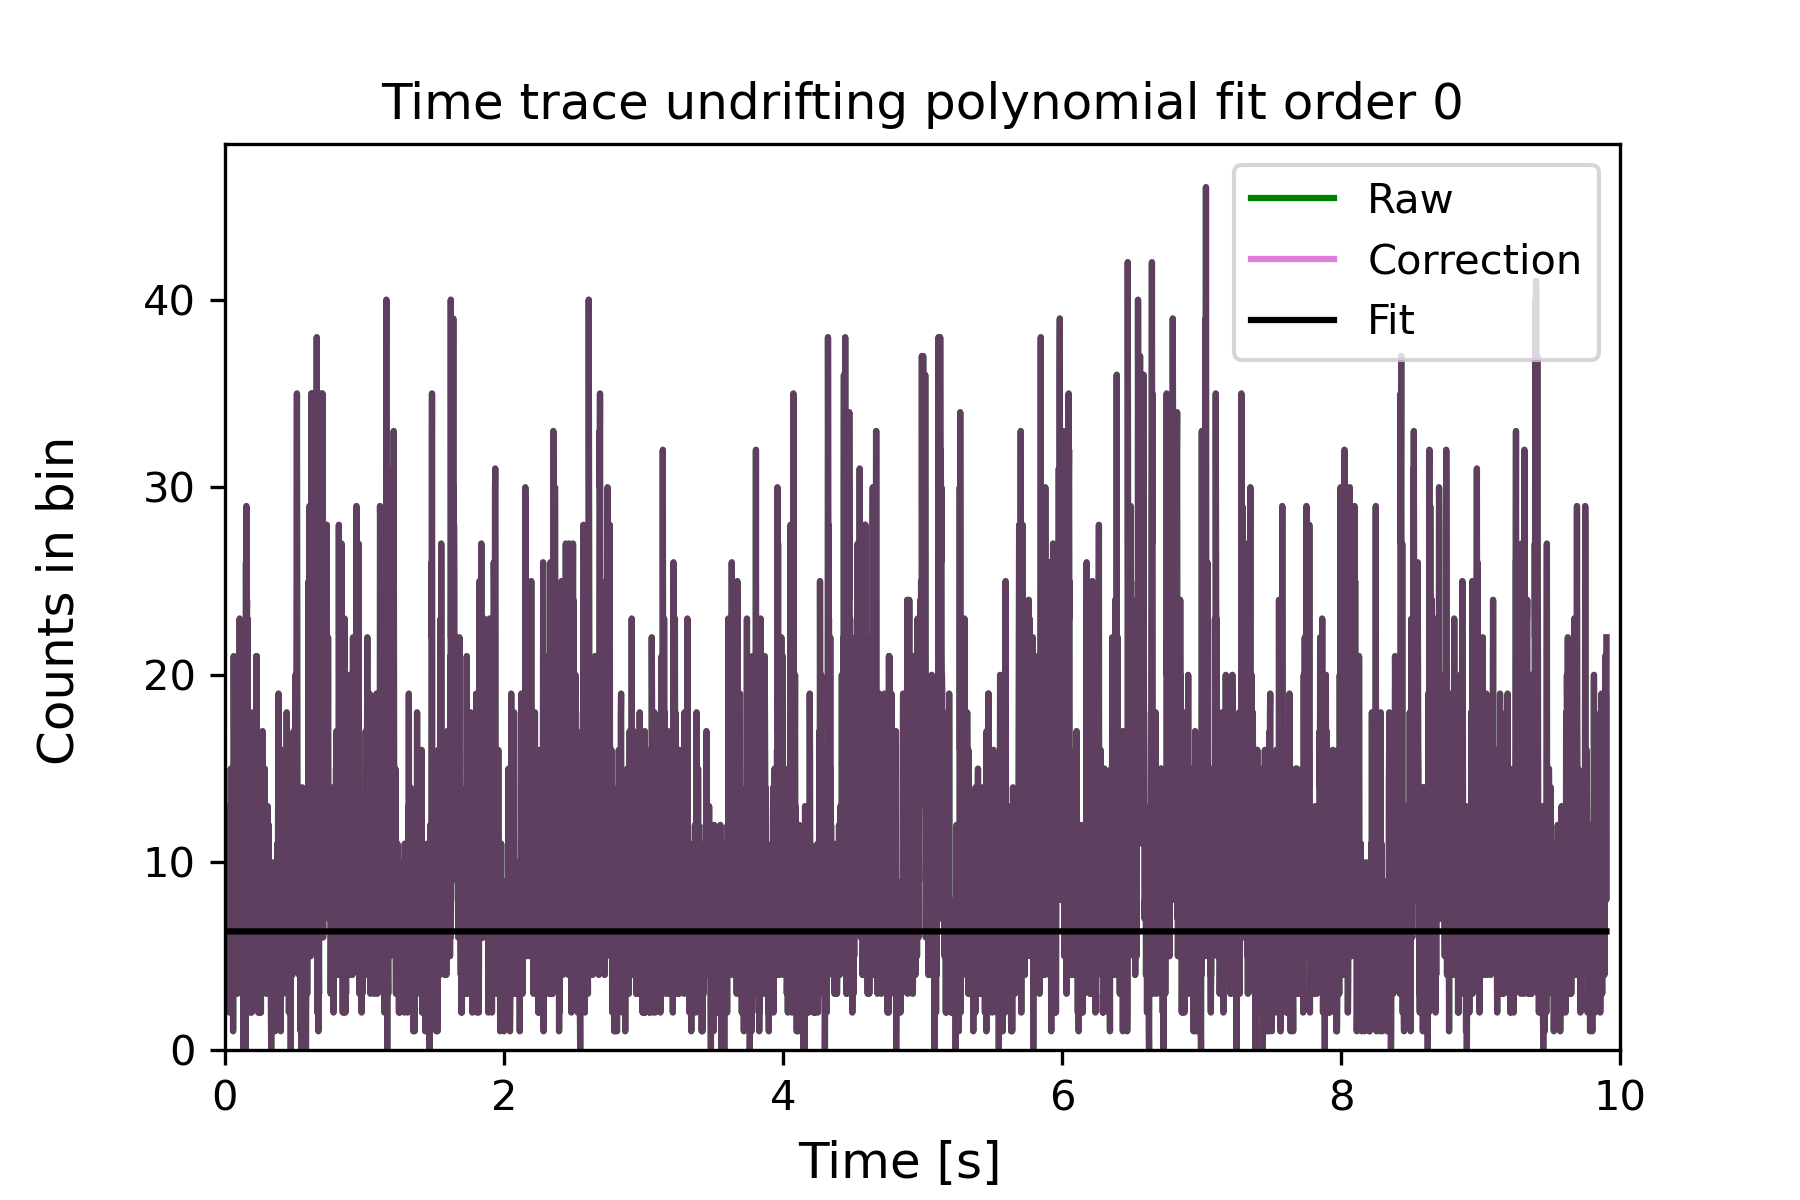 Time trace undrifting polynomial fit order 0
Raw
Correction
Fit
Counts in bin
40
30
20
10
0
0 2 4 6 8 10
Time [s]